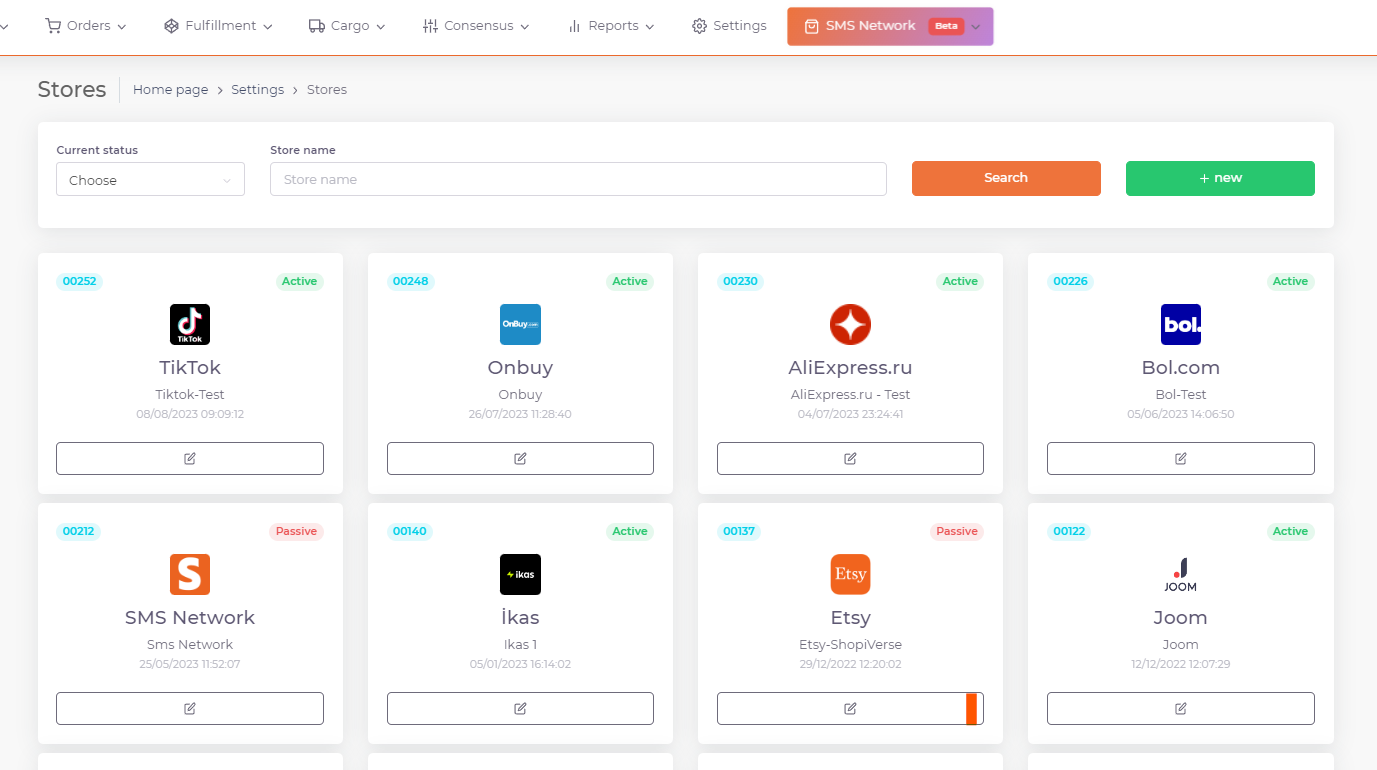 Orders Fulfillment Cargo Consensus Reports Settings SMS Network Beta
Stores Home page > Settings > Stores
Current status Store name
Choose Store name Search + new
00252 Active 00248 Active 00230 Active 00226 Active
TikTok OnBuy.com bol.
TikTok Onbuy AliExpress.ru Bol.com
Tiktok-Test Onbuy AliExpress.ru - Test Bol-Test
08/08/2023 09:09:12 26/07/2023 11:28:40 04/07/2023 23:24:41 05/06/2023 14:06:50
00212 Passive 00140 Active 00137 Passive 00122 Active
S ikas Etsy JOOM
SMS Network İkas Etsy Joom
Sms Network Ikas 1 Etsy-ShopiVerse Joom
25/05/2023 11:52:07 05/01/2023 16:14:02 29/12/2022 12:20:02 12/12/2022 12:07:29